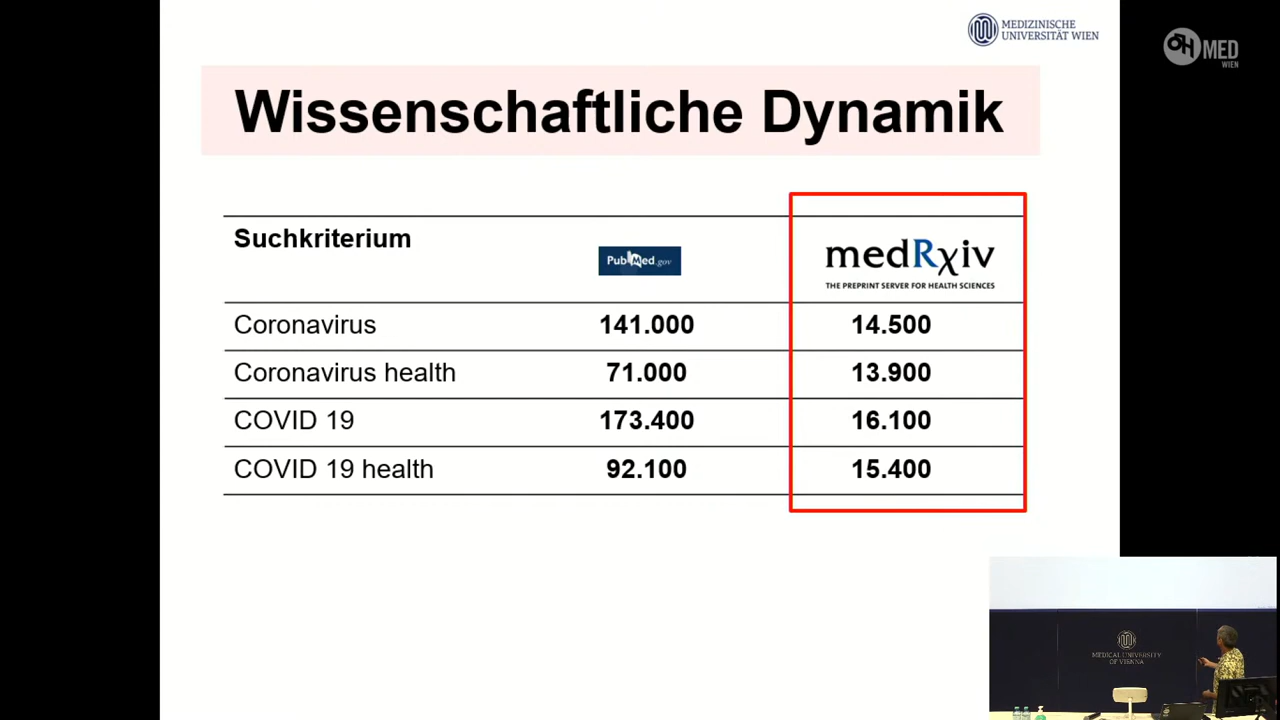 MEDIZINISCHE
UNIVERSITÄT WIEN
ÖH MED
WIEN
Wissenschaftliche Dynamik
Suchkriterium
PubMed.gov
medRxiv
THE PREPRINT SERVER FOR HEALTH SCIENCES
Coronavirus 141.000 14.500
Coronavirus health 71.000 13.900
COVID 19 173.400 16.100
COVID 19 health 92.100 15.400
MEDICAL UNIVERSITY
OF VIENNA